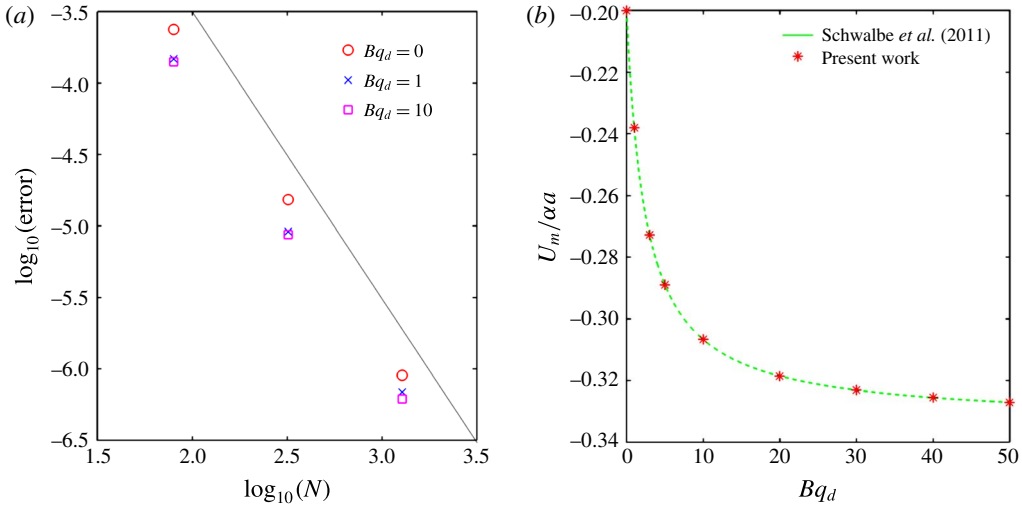 (a)
−3.5
−4.0
−4.5
−5.0
−5.5
−6.0
−6.5
log10(error)
1.5 2.0 2.5 3.0 3.5
log10(N)
Bqd = 0
Bqd = 1
Bqd = 10
(b)
−0.20
−0.22
−0.24
−0.26
−0.28
−0.30
−0.32
−0.34
Um/αa
0 10 20 30 40 50
Bqd
Schwalbe et al. (2011)
Present work